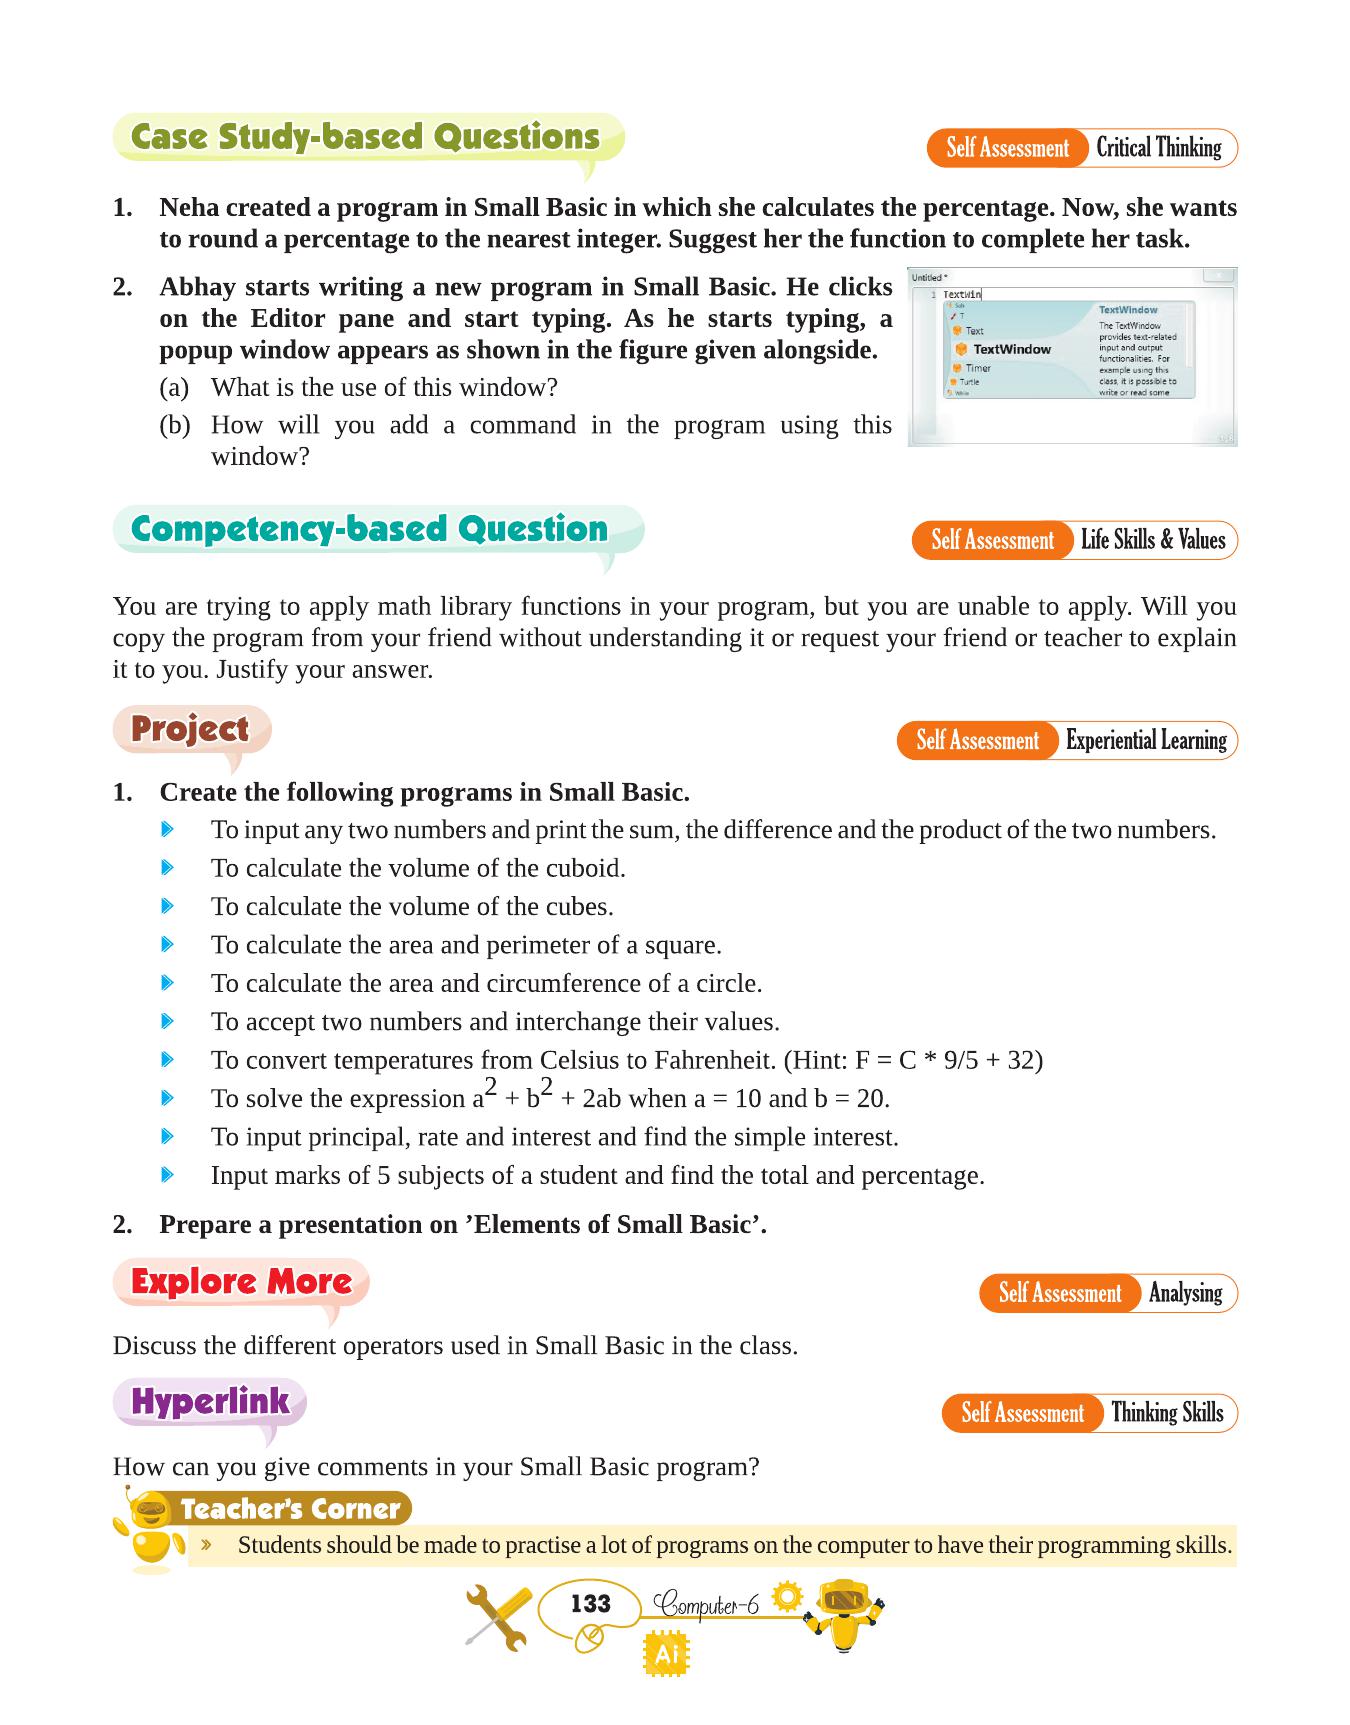 Case Study-based Questions
Self Assessment Critical Thinking
1. Neha created a program in Small Basic in which she calculates the percentage. Now, she wants
to round a percentage to the nearest integer. Suggest her the function to complete her task.
2. Abhay starts writing a new program in Small Basic. He clicks
on the Editor pane and start typing. As he starts typing, a
popup window appears as shown in the figure given alongside.
(a) What is the use of this window?
(b) How will you add a command in the program using this
window?
Untitled *
1 TextWin
Sub
T
Text
TextWindow
Timer
Turtle
While
TextWindow
The TextWindow
provides text-related
input and output
functionalities. For
example using this
class, it is possible to
write or read some
Competency-based Question
Self Assessment Life Skills & Values
You are trying to apply math library functions in your program, but you are unable to apply. Will you
copy the program from your friend without understanding it or request your friend or teacher to explain
it to you. Justify your answer.
Project
Self Assessment Experiential Learning
1. Create the following programs in Small Basic.
To input any two numbers and print the sum, the difference and the product of the two numbers.
To calculate the volume of the cuboid.
To calculate the volume of the cubes.
To calculate the area and perimeter of a square.
To calculate the area and circumference of a circle.
To accept two numbers and interchange their values.
To convert temperatures from Celsius to Fahrenheit. (Hint: F = C * 9/5 + 32)
To solve the expression a² + b² + 2ab when a = 10 and b = 20.
To input principal, rate and interest and find the simple interest.
Input marks of 5 subjects of a student and find the total and percentage.
2. Prepare a presentation on ’Elements of Small Basic’.
Explore More
Self Assessment Analysing
Discuss the different operators used in Small Basic in the class.
Hyperlink
Self Assessment Thinking Skills
How can you give comments in your Small Basic program?
Teacher's Corner
» Students should be made to practise a lot of programs on the computer to have their programming skills.
133 Computer-6
Ai